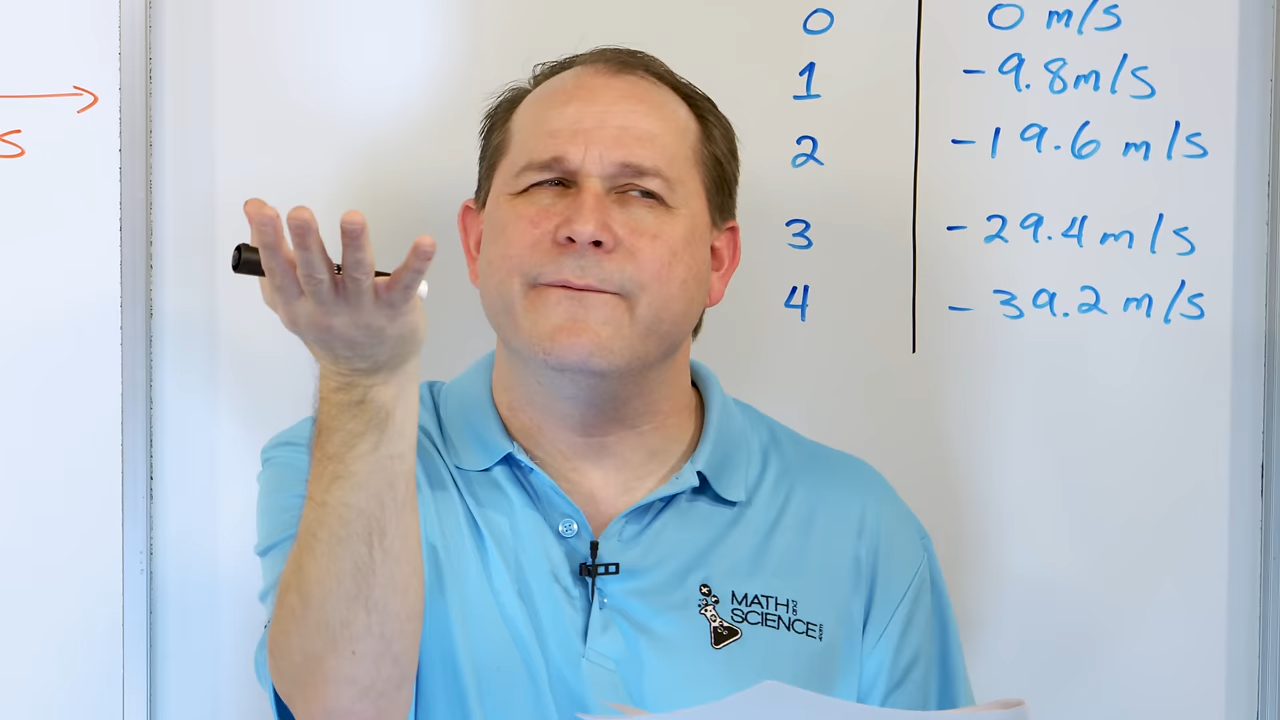 0 0 m/s
1 -9.8m/s
2 -19.6 m/s
3 -29.4 m/s
4 -39.2 m/s
s
MATH
SCIENCE